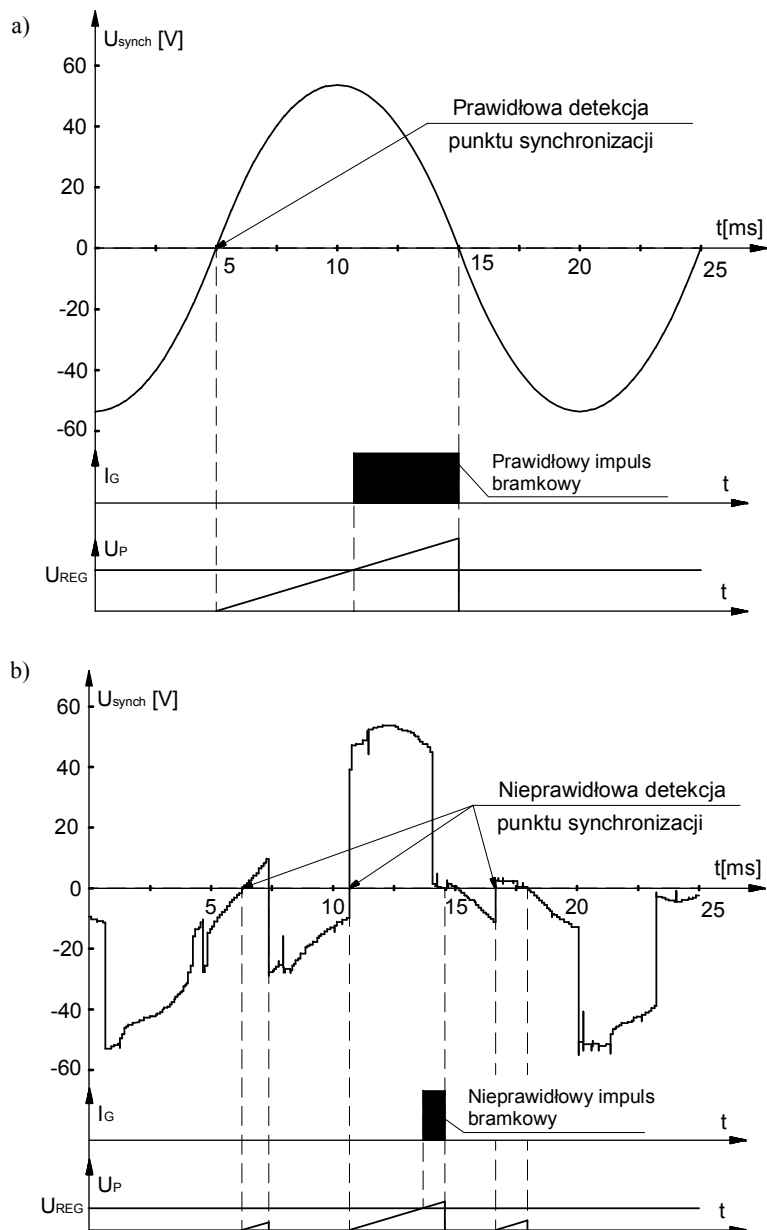 a)
Usynch [V]
60
40
20
0
-20
-40
-60
Prawidłowa detekcja
punktu synchronizacji
t[ms]
5
10
15
20
25
IG
Prawidłowy impuls
bramkowy
t
UP
UREG
t
b)
Usynch [V]
60
40
20
0
-20
-40
-60
Nieprawidłowa detekcja
punktu synchronizacji
t[ms]
5
10
15
20
25
IG
Nieprawidłowy impuls
bramkowy
t
UP
UREG
t